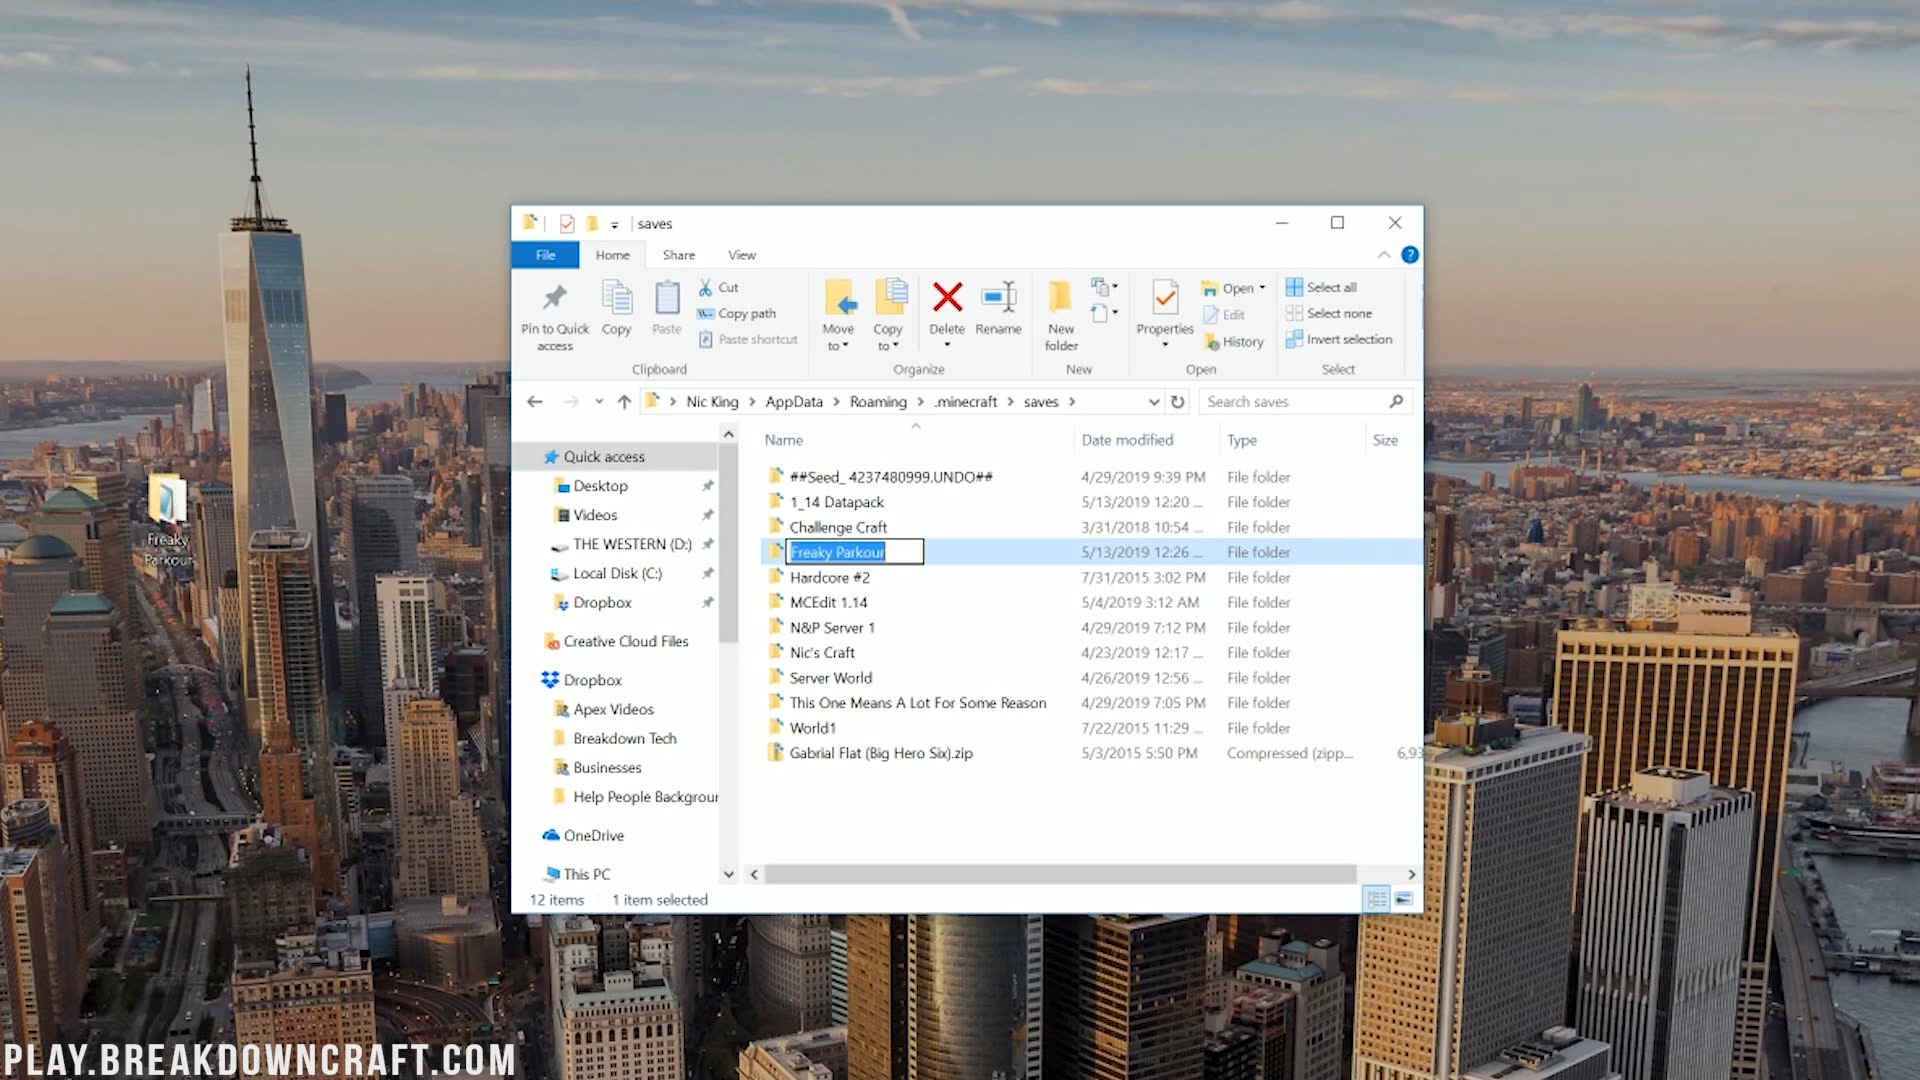 saves
File Home Share View
Pin to Quick access
Copy
Paste
Cut
Copy path
Paste shortcut
Clipboard
Move to
Copy to
Delete
Rename
Organize
New folder
New
Properties
Open
Edit
History
Open
Select all
Select none
Invert selection
Select
Nic King > AppData > Roaming > .minecraft > saves >
Search saves
Name Date modified Type Size
Quick access
Desktop
Videos
THE WESTERN (D:)
Local Disk (C:)
Dropbox
Creative Cloud Files
Dropbox
Apex Videos
Breakdown Tech
Businesses
Help People Backgrour
OneDrive
This PC
##Seed_ 4237480999.UNDO## 4/29/2019 9:39 PM File folder
1_14 Datapack 5/13/2019 12:20 ... File folder
Challenge Craft 3/31/2018 10:54 ... File folder
Freaky Parkour 5/13/2019 12:26 ... File folder
Hardcore #2 7/31/2015 3:02 PM File folder
MCEdit 1.14 5/4/2019 3:12 AM File folder
N&P Server 1 4/29/2019 7:12 PM File folder
Nic's Craft 4/23/2019 12:17 ... File folder
Server World 4/26/2019 12:56 ... File folder
This One Means A Lot For Some Reason 4/29/2019 7:05 PM File folder
World1 7/22/2015 11:29 ... File folder
Gabrial Flat (Big Hero Six).zip 5/3/2015 5:50 PM Compressed (zipp... 6,93
12 items 1 item selected
Freaky
Parkour
PLAY.BREAKDOWNCRAFT.COM